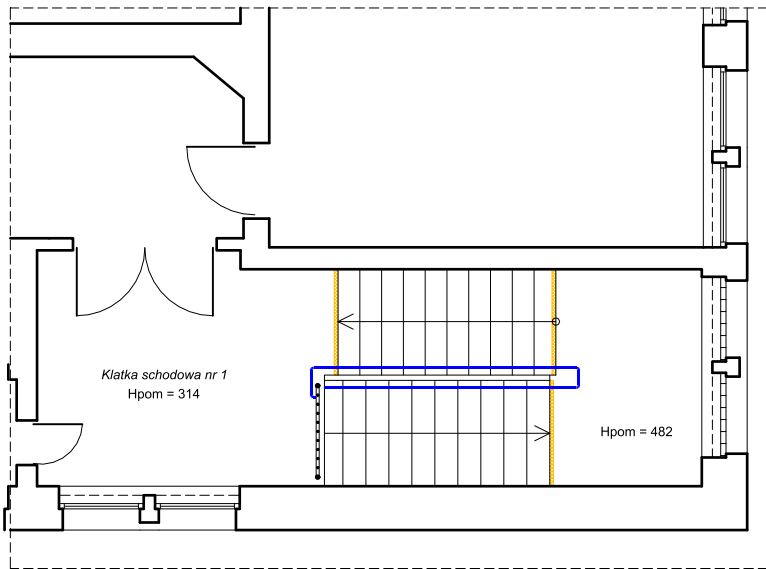 Klatka schodowa nr 1
Hpom = 314
Hpom = 482